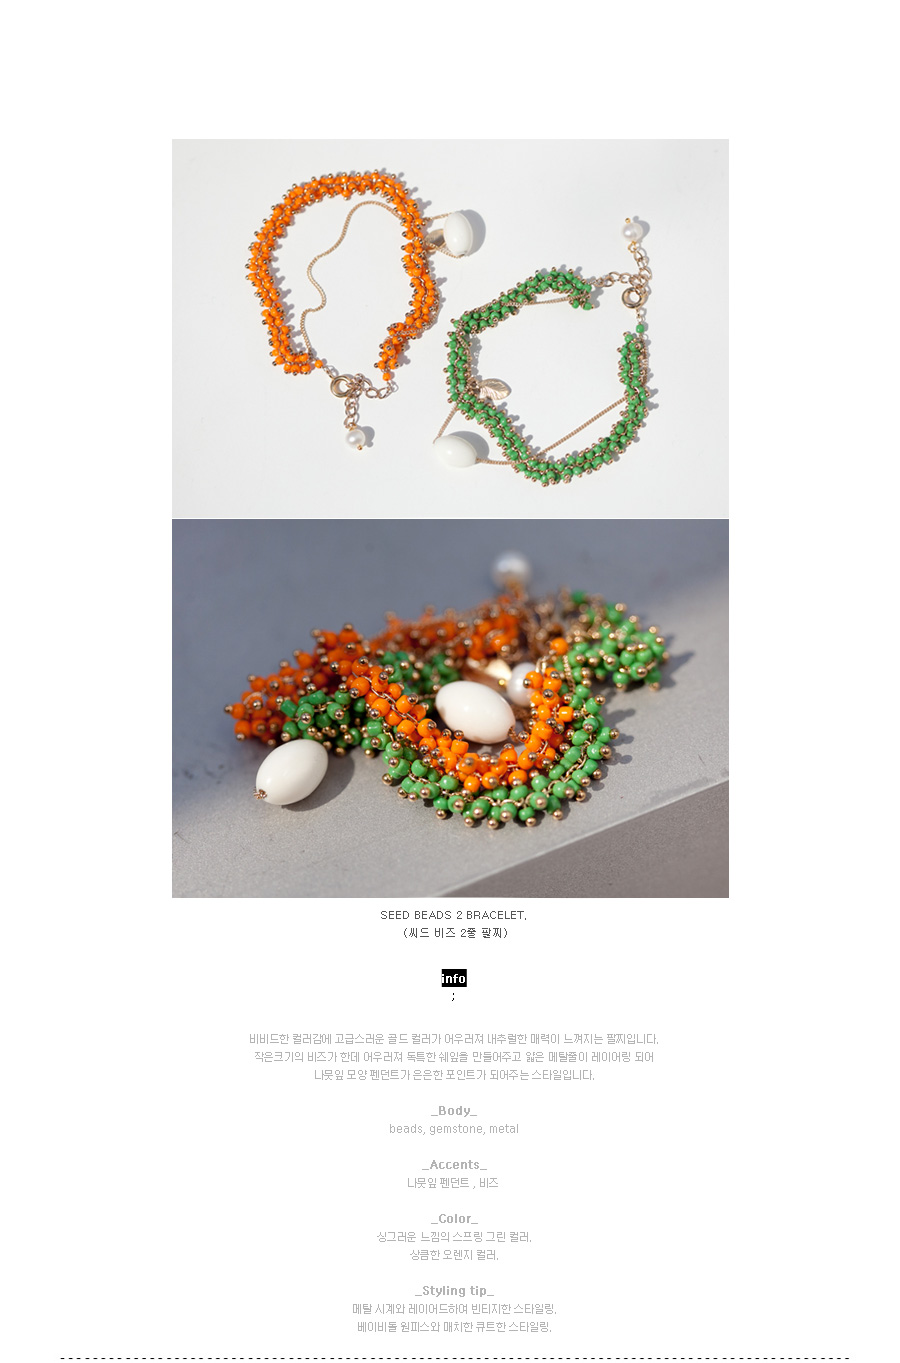 SEED BEADS 2 BRACELET.
(씨드 비즈 2줄 팔찌)
info
;
비비드한 컬러감에 고급스러운 골드 컬러가 어우러져 내추럴한 매력이 느껴지는 팔찌입니다.
작은크기의 비즈가 한데 어우러져 독특한 쉐잎을 만들어주고 얇은 메탈줄이 레이어링 되어
나뭇잎 모양 펜던트가 은은한 포인트가 되어주는 스타일입니다.
_Body_
beads, gemstone, metal
_Accents_
나뭇잎 펜던트 , 비즈
_Color_
싱그러운 느낌의 스프링 그린 컬러.
상큼한 오렌지 컬러.
_Styling tip_
메탈 시계와 레이어드하여 빈티지한 스타일링.
베이비돌 원피스와 매치한 큐트한 스타일링.